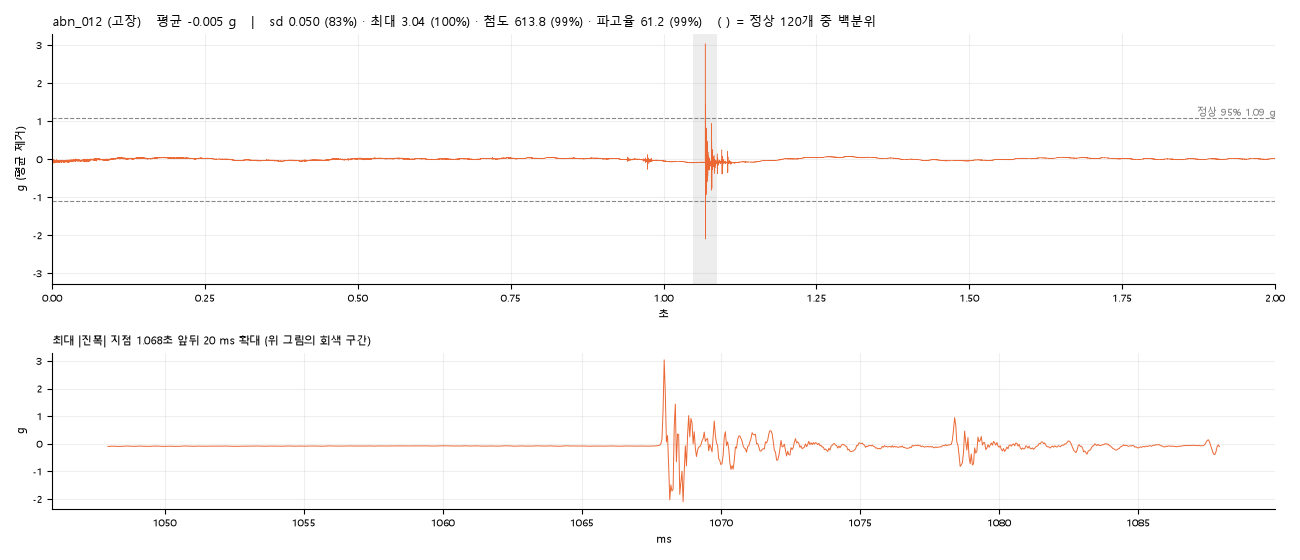 abn_012 (고장) 평균 -0.005 g | sd 0.050 (83%) · 최대 3.04 (100%) · 첨도 613.8 (99%) · 파고율 61.2 (99%) ( ) = 정상 120개 중 백분위
3
2
1
0
-1
-2
-3
g (평균 제거)
정상 95% 1.09 g
0.00 0.25 0.50 0.75 1.00 1.25 1.50 1.75 2.00
초
최대 |진폭| 지점 1.068초 앞뒤 20 ms 확대 (위 그림의 회색 구간)
3
2
1
0
-1
-2
g
1050 1055 1060 1065 1070 1075 1080 1085
ms